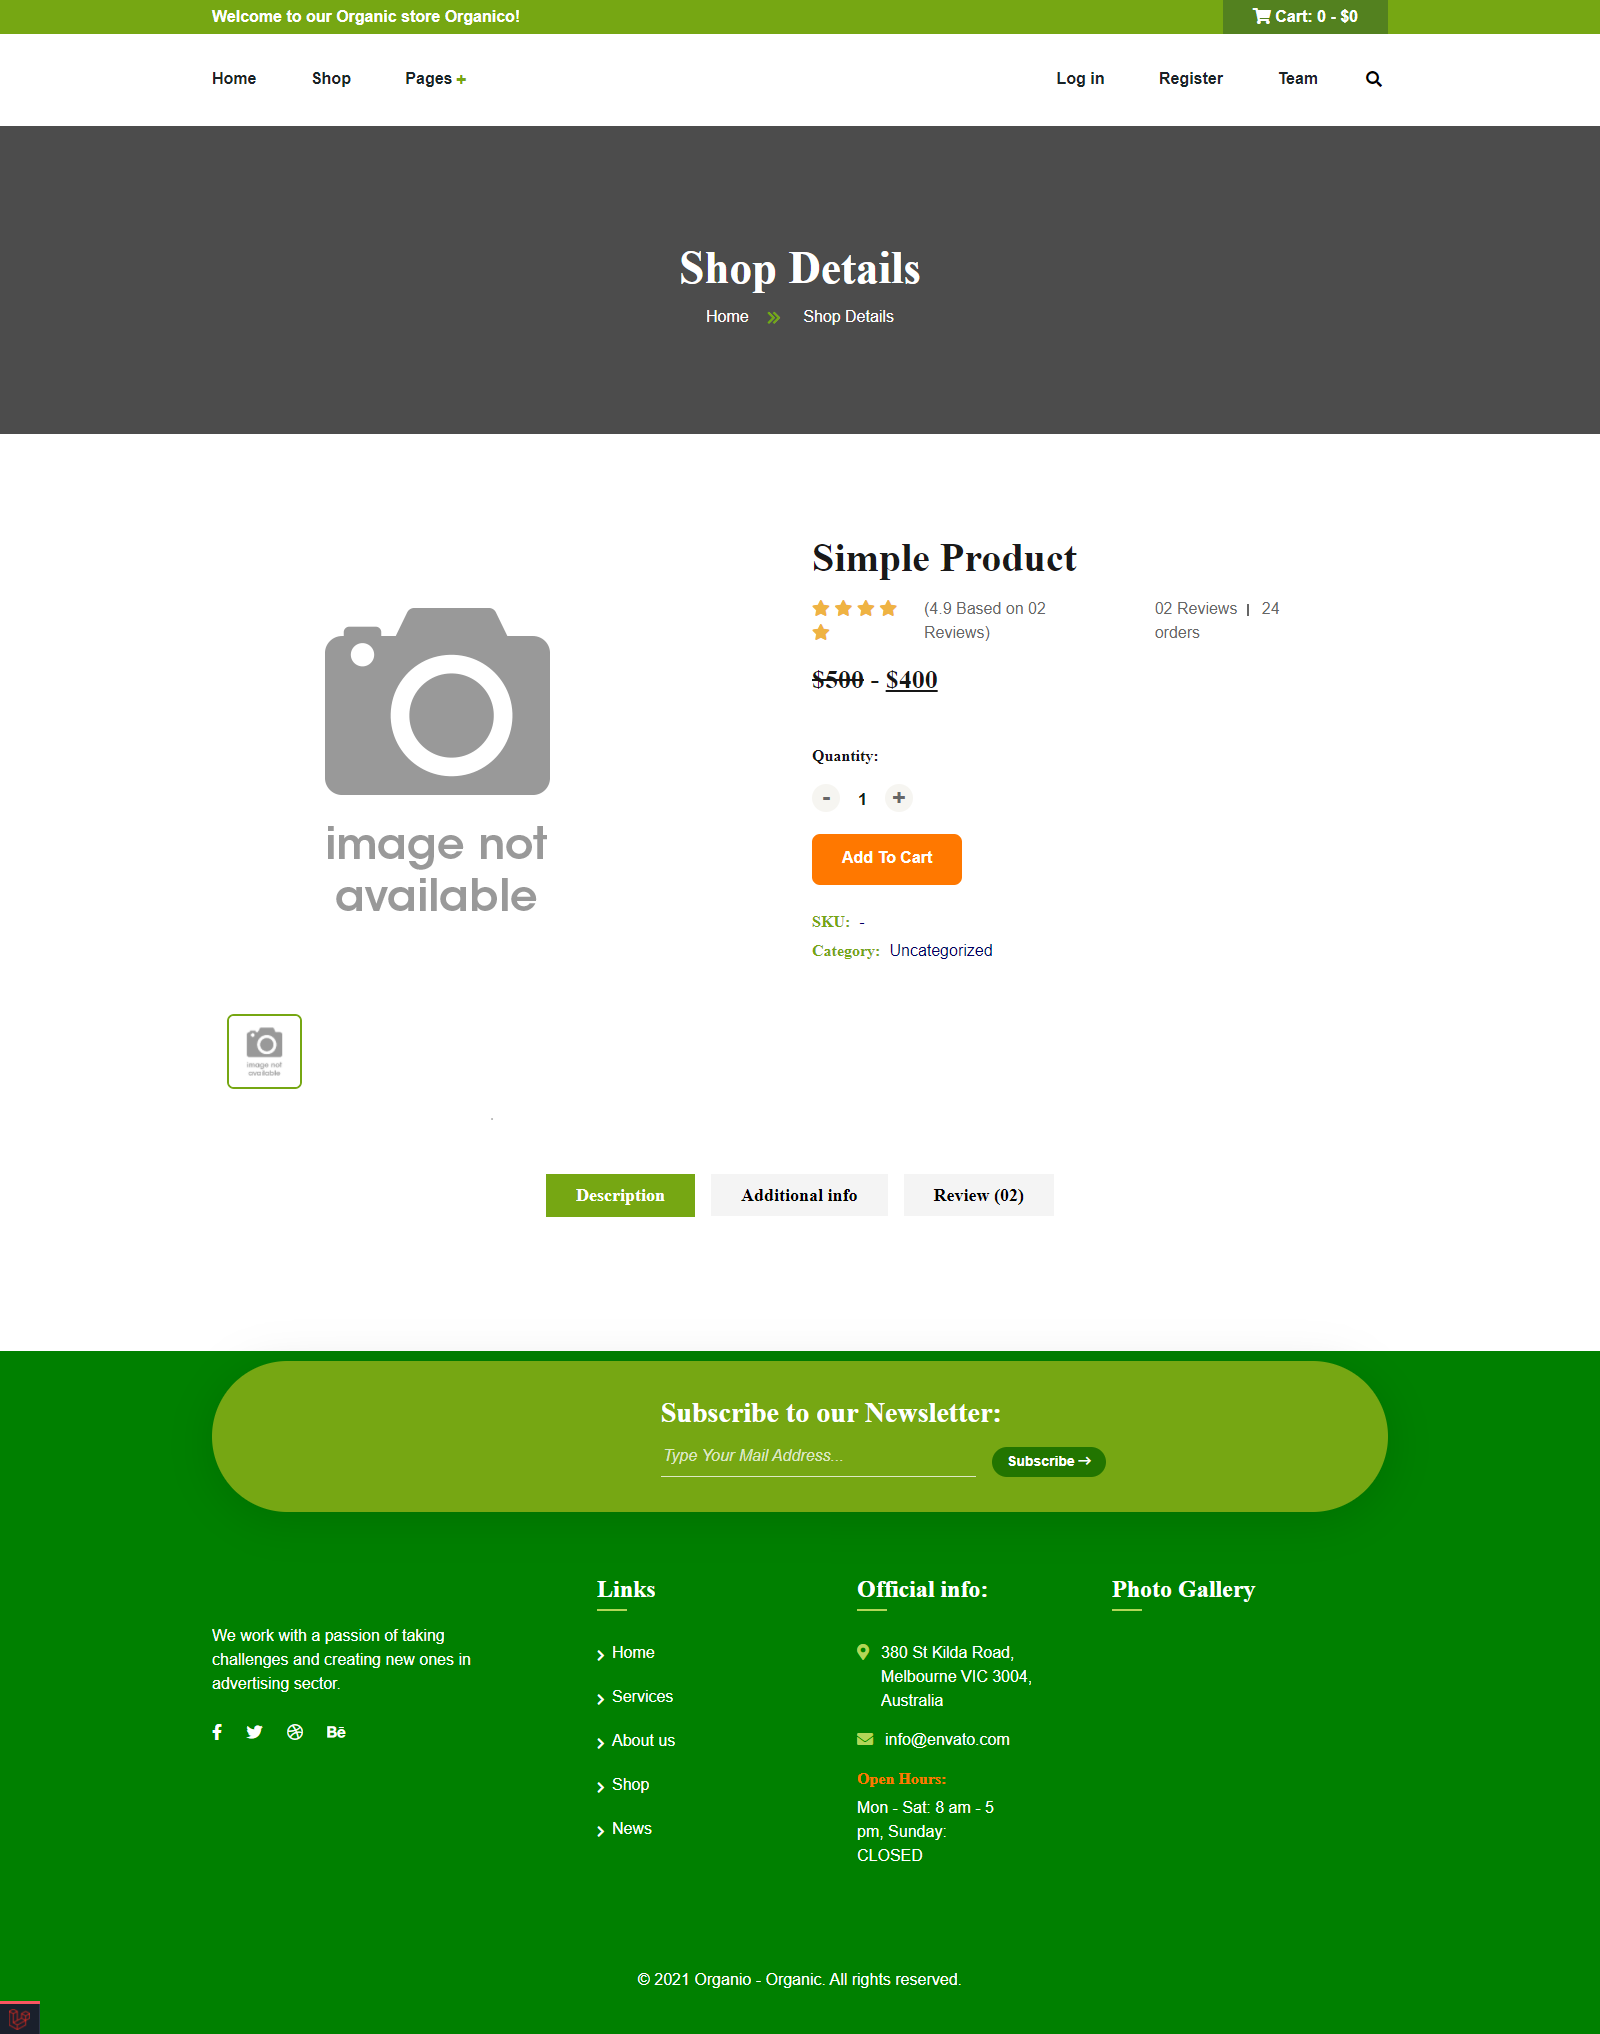 Welcome to our Organic store Organico!
Cart: 0 - $0
Home
Shop
Pages +
Log in
Register
Team
Shop Details
Home
Shop Details
Simple Product
(4.9 Based on 02
Reviews)
02 Reviews | 24
orders
$500 - $400
Quantity:
- 1 +
Add To Cart
SKU: -
Category: Uncategorized
image not
available
image not
available
Description
Additional info
Review (02)
Subscribe to our Newsletter:
Type Your Mail Address...
Subscribe
We work with a passion of taking
challenges and creating new ones in
advertising sector.
Bē
Links
Home
Services
About us
Shop
News
Official info:
380 St Kilda Road,
Melbourne VIC 3004,
Australia
info@envato.com
Open Hours:
Mon - Sat: 8 am - 5
pm, Sunday:
CLOSED
Photo Gallery
© 2021 Organio - Organic. All rights reserved.